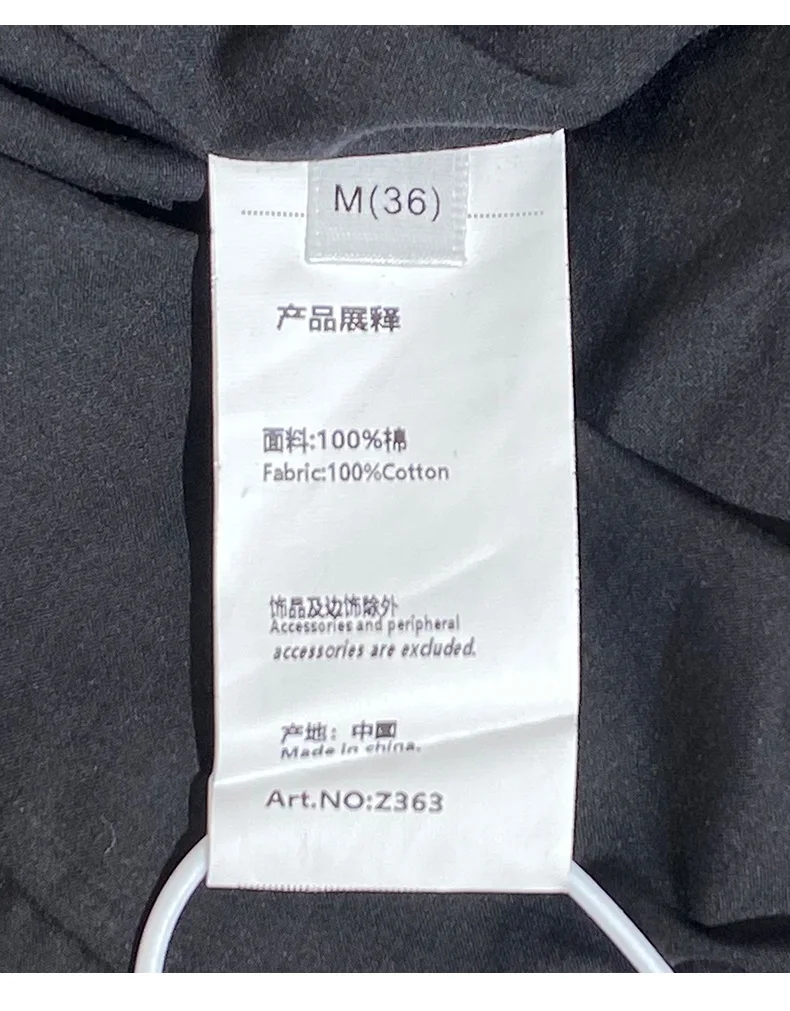 M(36)
产品展释
面料:100%棉
Fabric:100%Cotton
饰品及边饰除外
Accessories and peripheral
accessories are excluded.
产地：中国
Made in china.
Art.NO:Z363